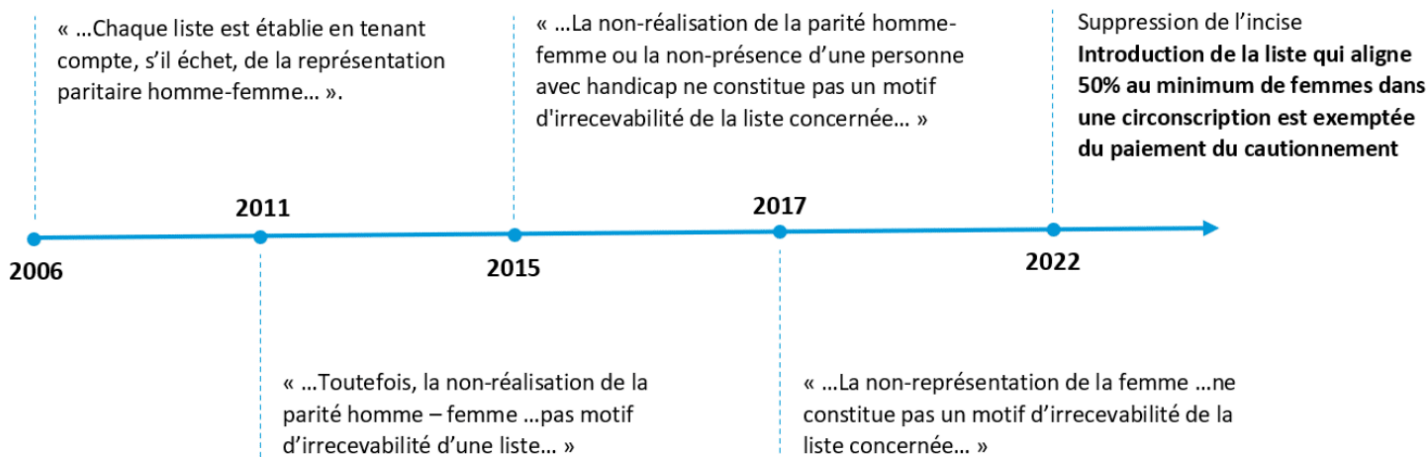 « …Chaque liste est établie en tenant
compte, s’il échet, de la représentation
paritaire homme-femme… ».
« …La non-réalisation de la parité homme-
femme ou la non-présence d’une personne
avec handicap ne constitue pas un motif
d'irrecevabilité de la liste concernée… »
Suppression de l’incise
Introduction de la liste qui aligne
50% au minimum de femmes dans
une circonscription est exemptée
du paiement du cautionnement
2011
2017
2006
2015
2022
« …Toutefois, la non-réalisation de la
parité homme – femme …pas motif
d’irrecevabilité d’une liste… »
« …La non-représentation de la femme …ne
constitue pas un motif d’irrecevabilité de la
liste concernée… »